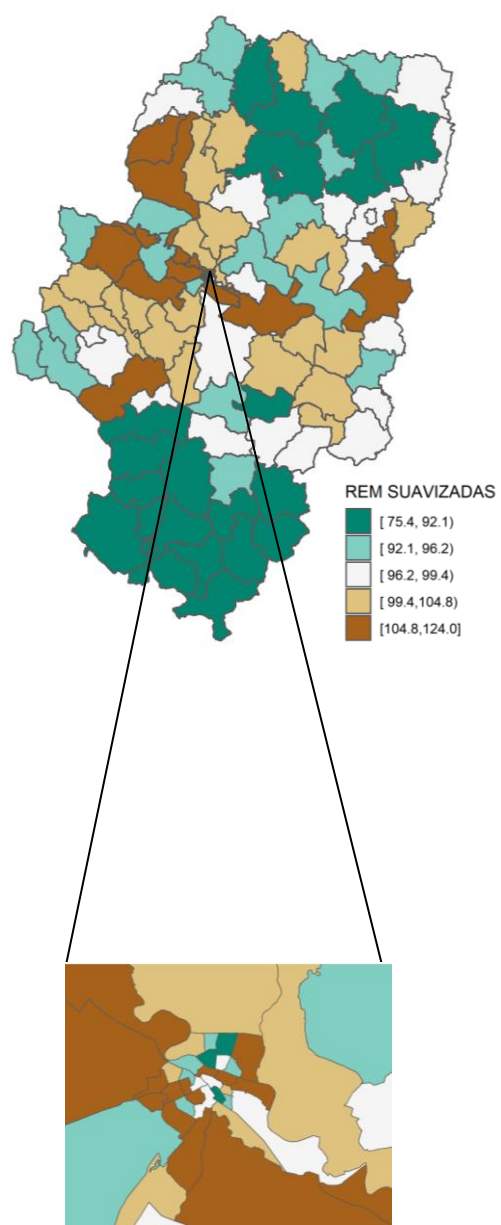 REM SUAVIZADAS
[ 75.4, 92.1)
[ 92.1, 96.2)
[ 96.2, 99.4)
[ 99.4,104.8)
[104.8,124.0]